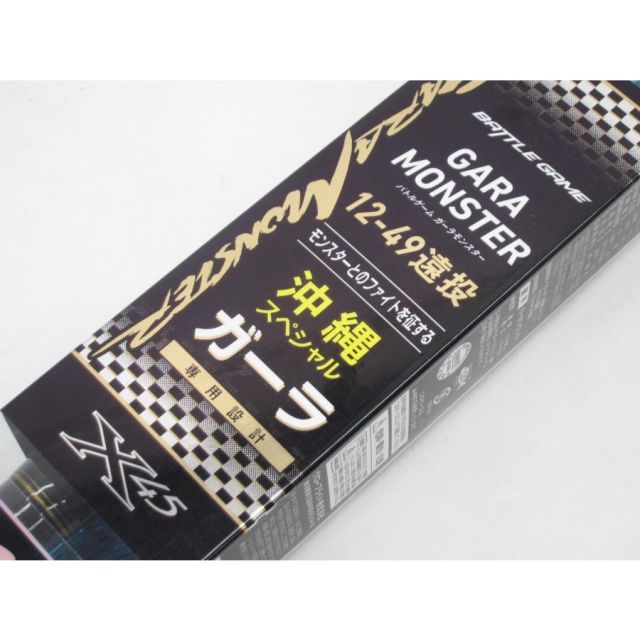 BATTLE GAME
GARA
MONSTER
バトルゲーム ガーラモンスター
12-49遠投
モンスターとのファイトを征する
沖縄
スペシャル
ガーラ
専用設計
GARA MONSTER
X45